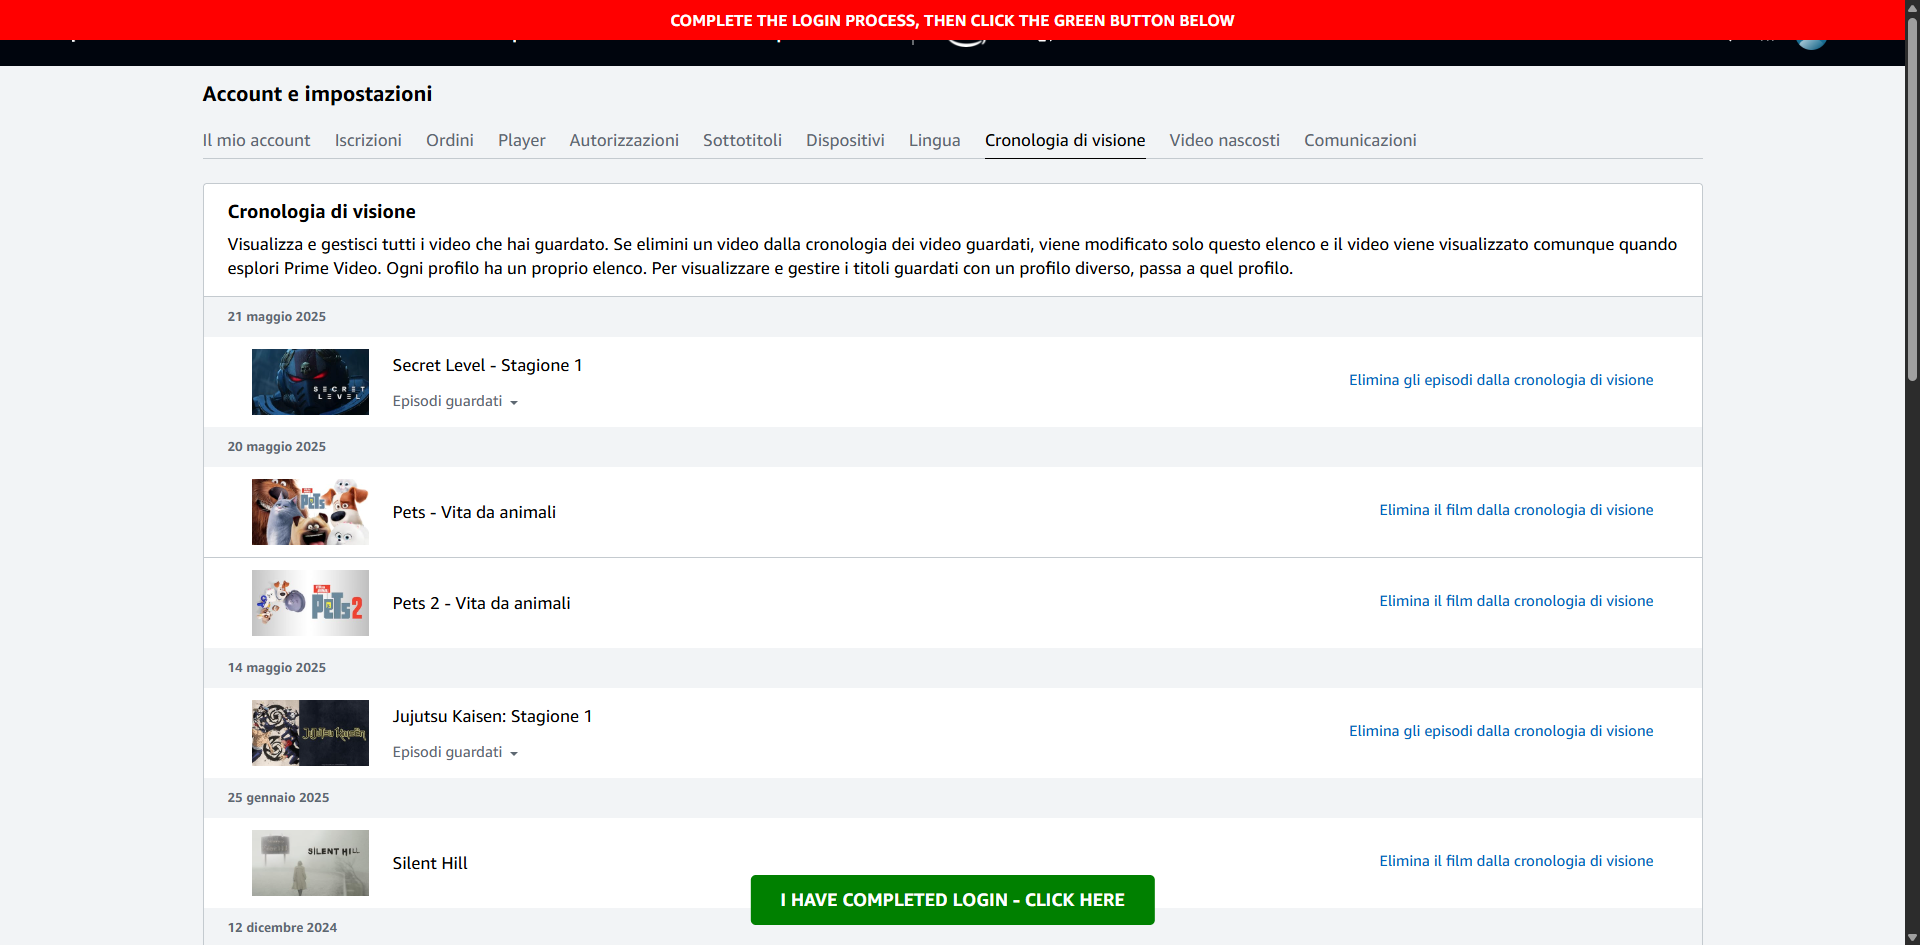 COMPLETE THE LOGIN PROCESS, THEN CLICK THE GREEN BUTTON BELOW
Account e impostazioni
Il mio account Iscrizioni Ordini Player Autorizzazioni Sottotitoli Dispositivi Lingua Cronologia di visione Video nascosti Comunicazioni
Cronologia di visione
Visualizza e gestisci tutti i video che hai guardato. Se elimini un video dalla cronologia dei video guardati, viene modificato solo questo elenco e il video viene visualizzato comunque quando
esplori Prime Video. Ogni profilo ha un proprio elenco. Per visualizzare e gestire i titoli guardati con un profilo diverso, passa a quel profilo.
21 maggio 2025
SECRET
LEVEL
Secret Level - Stagione 1
Episodi guardati
Elimina gli episodi dalla cronologia di visione
20 maggio 2025
PETS
Pets - Vita da animali
Elimina il film dalla cronologia di visione
PETS 2
Pets 2 - Vita da animali
Elimina il film dalla cronologia di visione
14 maggio 2025
Jujutsu Kaisen
Jujutsu Kaisen: Stagione 1
Episodi guardati
Elimina gli episodi dalla cronologia di visione
25 gennaio 2025
SILENT HILL
Silent Hill
Elimina il film dalla cronologia di visione
I HAVE COMPLETED LOGIN - CLICK HERE
12 dicembre 2024